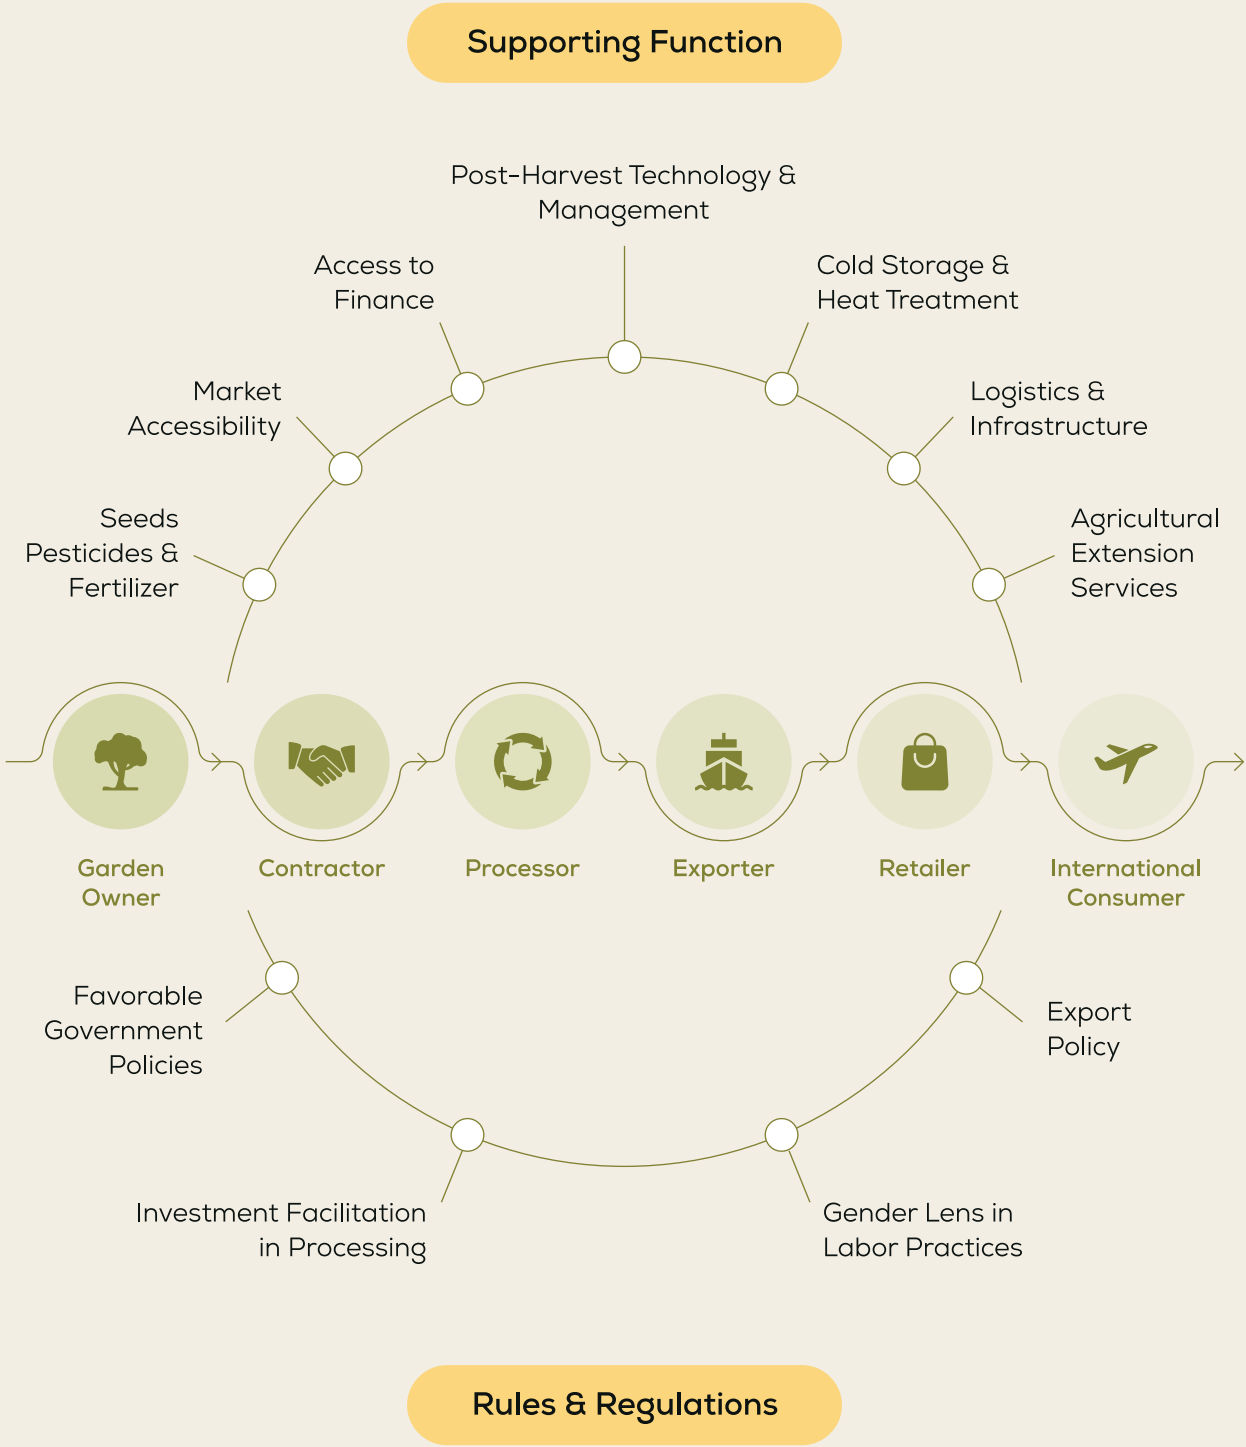 Supporting Function
Post-Harvest Technology &
Management
Access to
Finance
Cold Storage &
Heat Treatment
Market
Accessibility
Logistics &
Infrastructure
Seeds
Pesticides &
Fertilizer
Agricultural
Extension
Services
Garden
Owner
Contractor
Processor
Exporter
Retailer
International
Consumer
Favorable
Government
Policies
Export
Policy
Investment Facilitation
in Processing
Gender Lens in
Labor Practices
Rules & Regulations